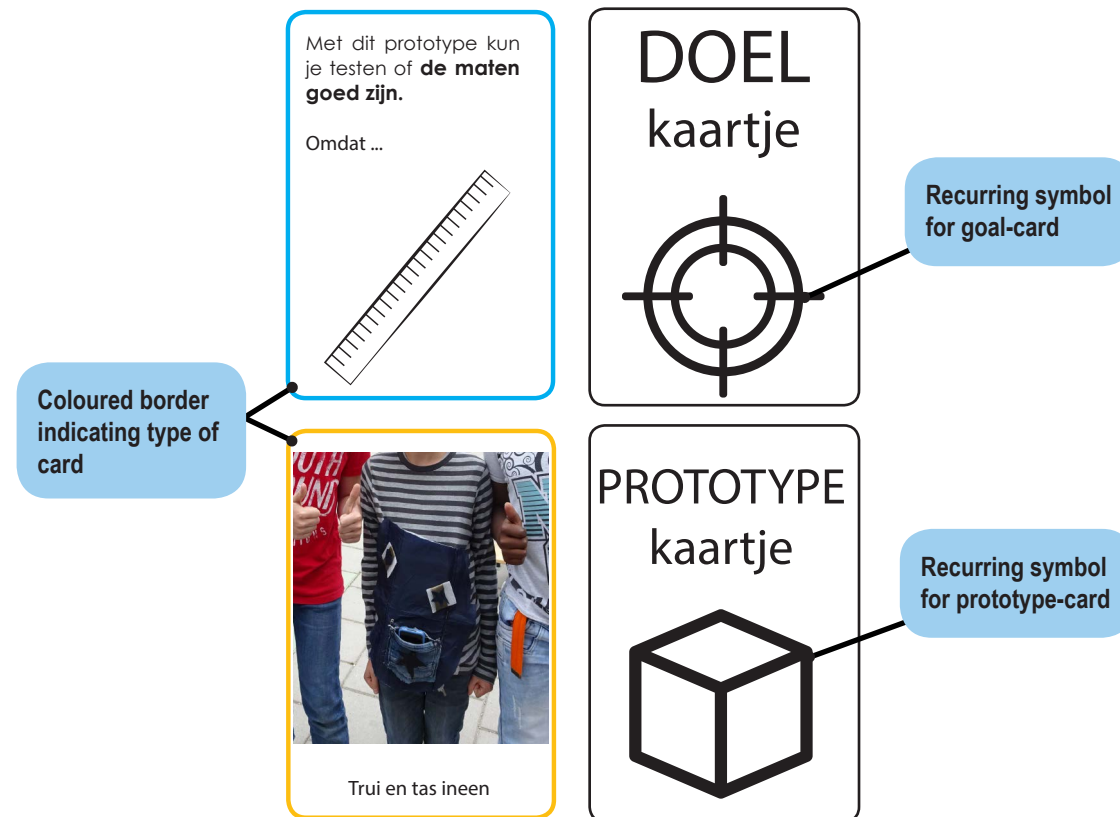 Met dit prototype kun
je testen of de maten
goed zijn.
Omdat ...
DOEL
kaartje
Recurring symbol
for goal-card
Coloured border
indicating type of
card
Trui en tas ineen
PROTOTYPE
kaartje
Recurring symbol
for prototype-card